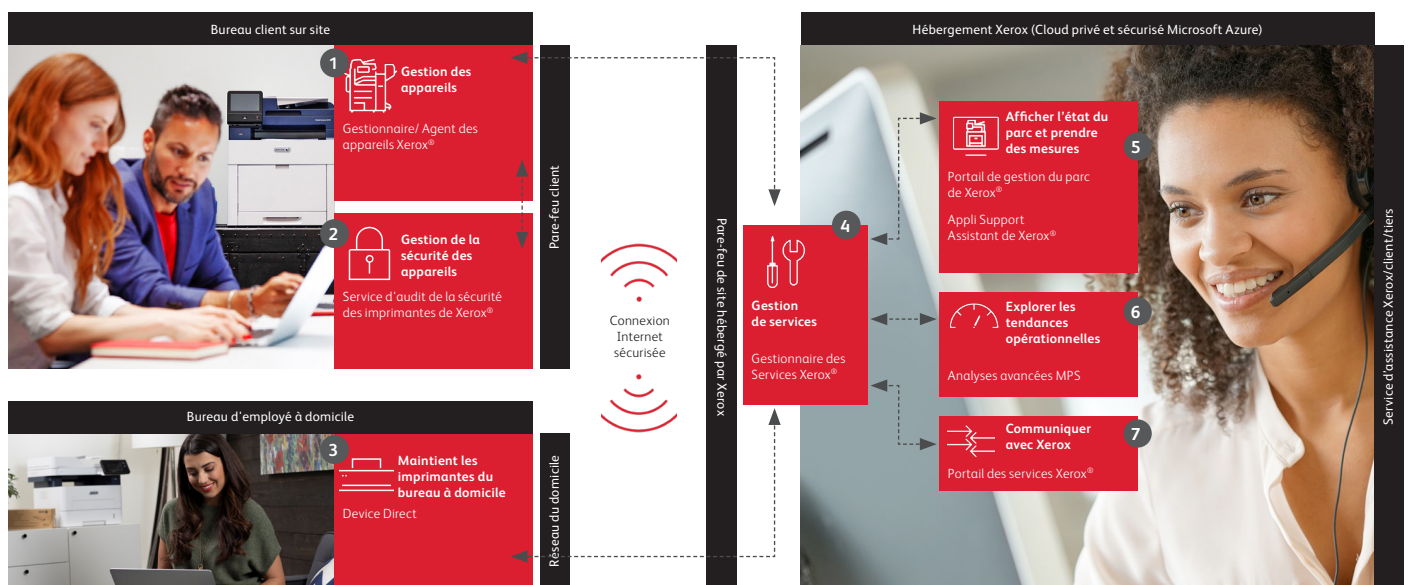 Bureau client sur site
1
Gestion des
appareils
Gestionnaire/ Agent des
appareils Xerox®
2
Gestion de la
sécurité des
appareils
Service d'audit de la sécurité
des imprimantes de Xerox®
Pare-feu client
Bureau d'employé à domicile
3
Maintient les
imprimantes du
bureau à domicile
Device Direct
Réseau du domicile
Connexion
Internet
sécurisée
Pare-feu de site hébergé par Xerox
Hébergement Xerox (Cloud privé et sécurisé Microsoft Azure)
4
Gestion
de services
Gestionnaire des
Services Xerox®
5
Afficher l'état du
parc et prendre
des mesures
Portail de gestion du parc
de Xerox®
Appli Support
Assistant de Xerox®
6
Explorer les
tendances
opérationnelles
Analyses avancées MPS
7
Communiquer
avec Xerox
Portail des services Xerox®
Service d'assistance Xerox/client/tiers